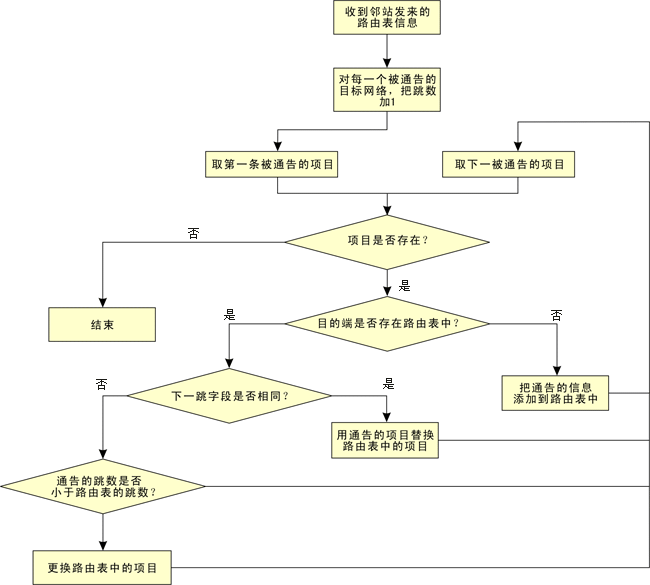 收到邻站发来的
路由表信息
对每一个被通告的
目标网络，把跳数
加1
取第一条被通告的项目
取下一被通告的项目
项目是否存在？
否
是
结束
目的端是否存在路由表中？
是
否
把通告的信息
添加到路由表中
下一跳字段是否相同？
否
是
用通告的项目替换
路由表中的项目
通告的跳数是否
小于路由表的跳数？
更换路由表中的项目